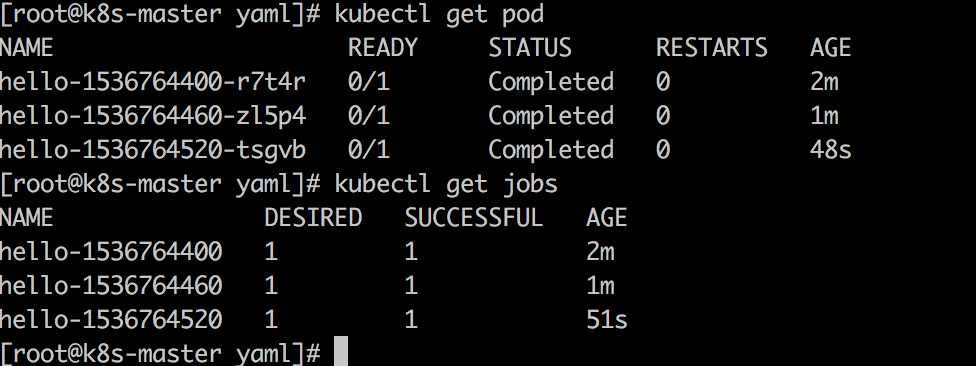 [root@k8s-master yaml]# kubectl get pod
NAME READY STATUS RESTARTS AGE
hello-1536764400-r7t4r 0/1 Completed 0 2m
hello-1536764460-zl5p4 0/1 Completed 0 1m
hello-1536764520-tsgvb 0/1 Completed 0 48s
[root@k8s-master yaml]# kubectl get jobs
NAME DESIRED SUCCESSFUL AGE
hello-1536764400 1 1 2m
hello-1536764460 1 1 1m
hello-1536764520 1 1 51s
[root@k8s-master yaml]#